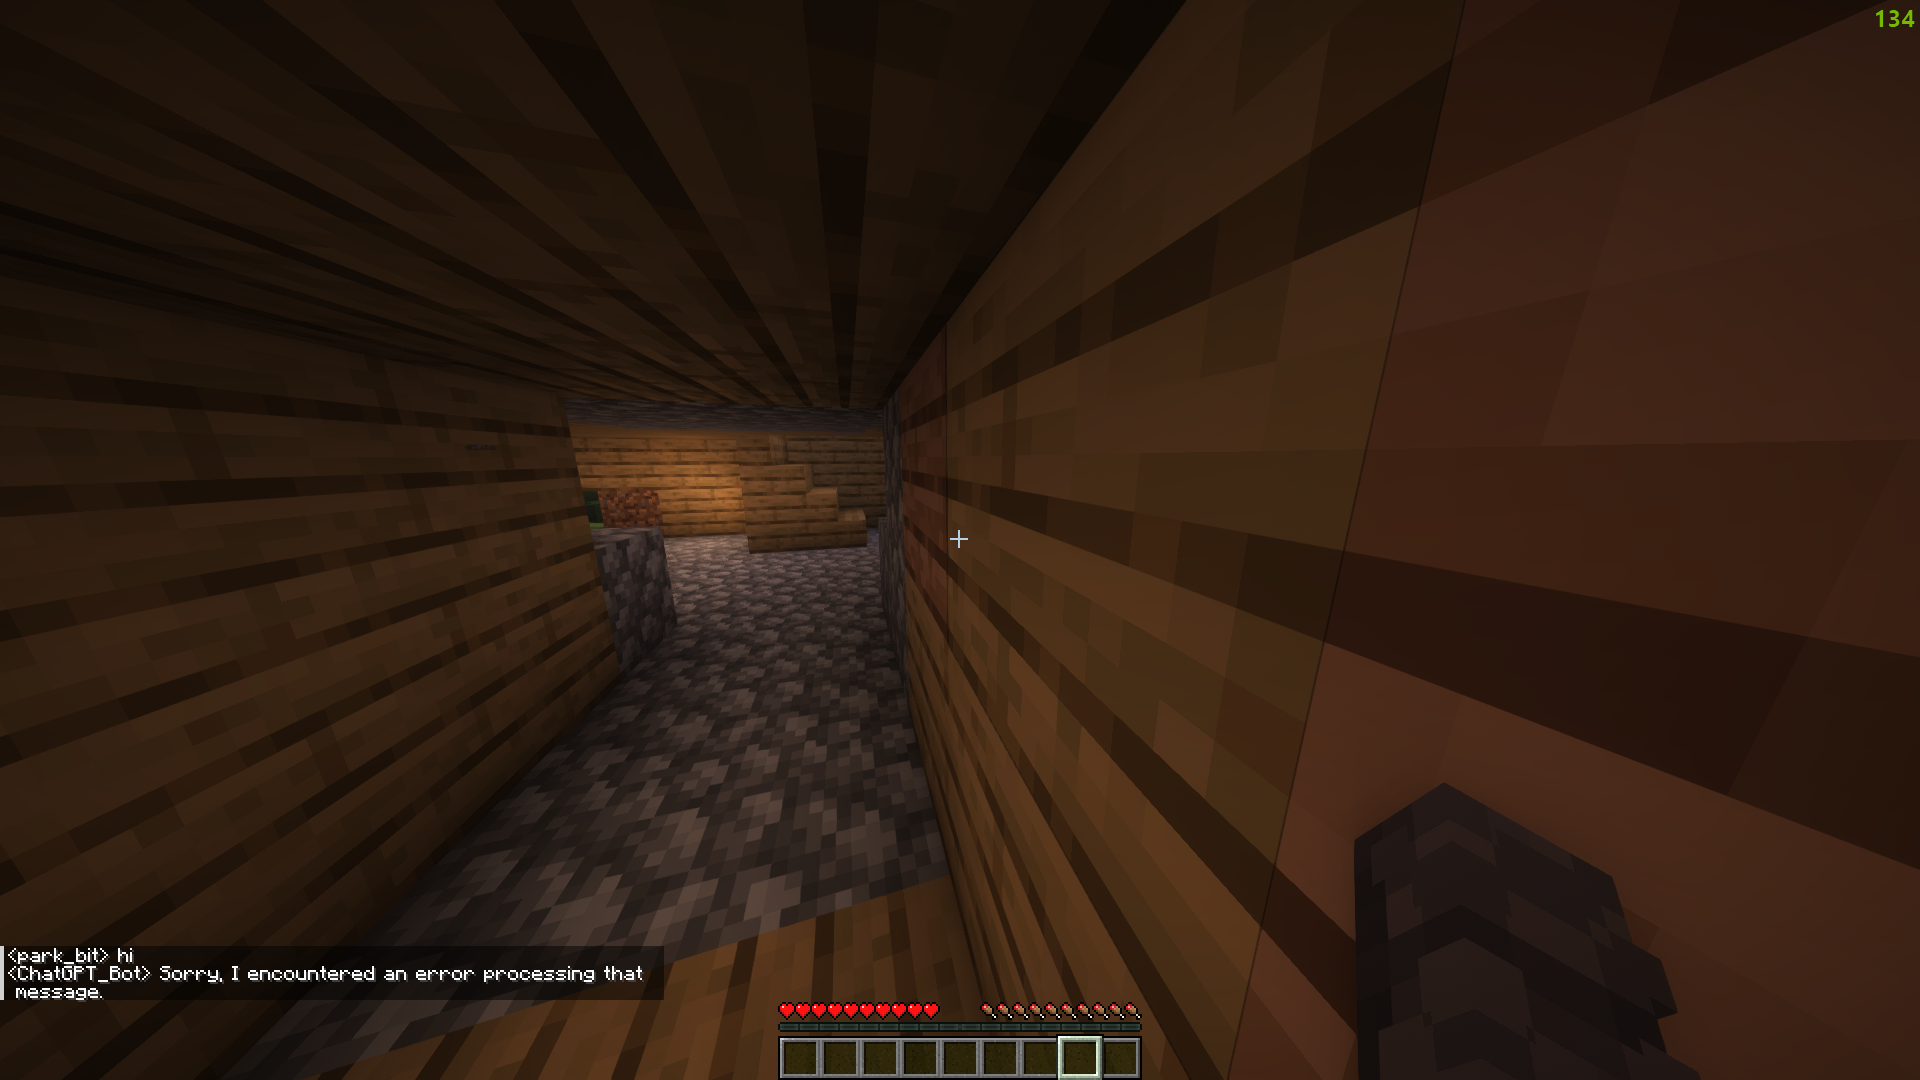 134
<park_bit> hi
<ChatGPT_Bot> Sorry, I encountered an error processing that
message.